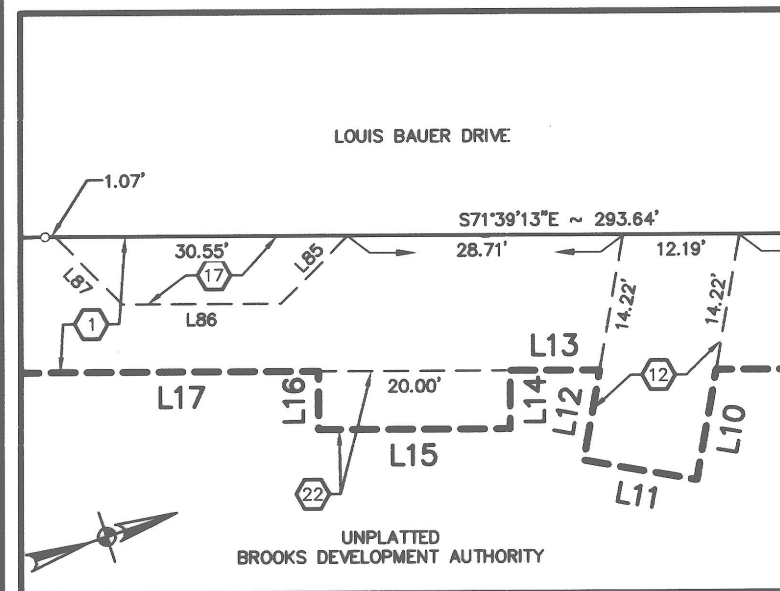 LOUIS BAUER DRIVE
1.07'
S71°39'13"E ~ 293.64'
30.55'
28.71'
12.19'
L87
17
L85
14.22'
14.22'
1
L86
L13
12
L17
L16
20.00'
L14
L12
L10
L15
L11
22
UNPLATTED
BROOKS DEVELOPMENT AUTHORITY